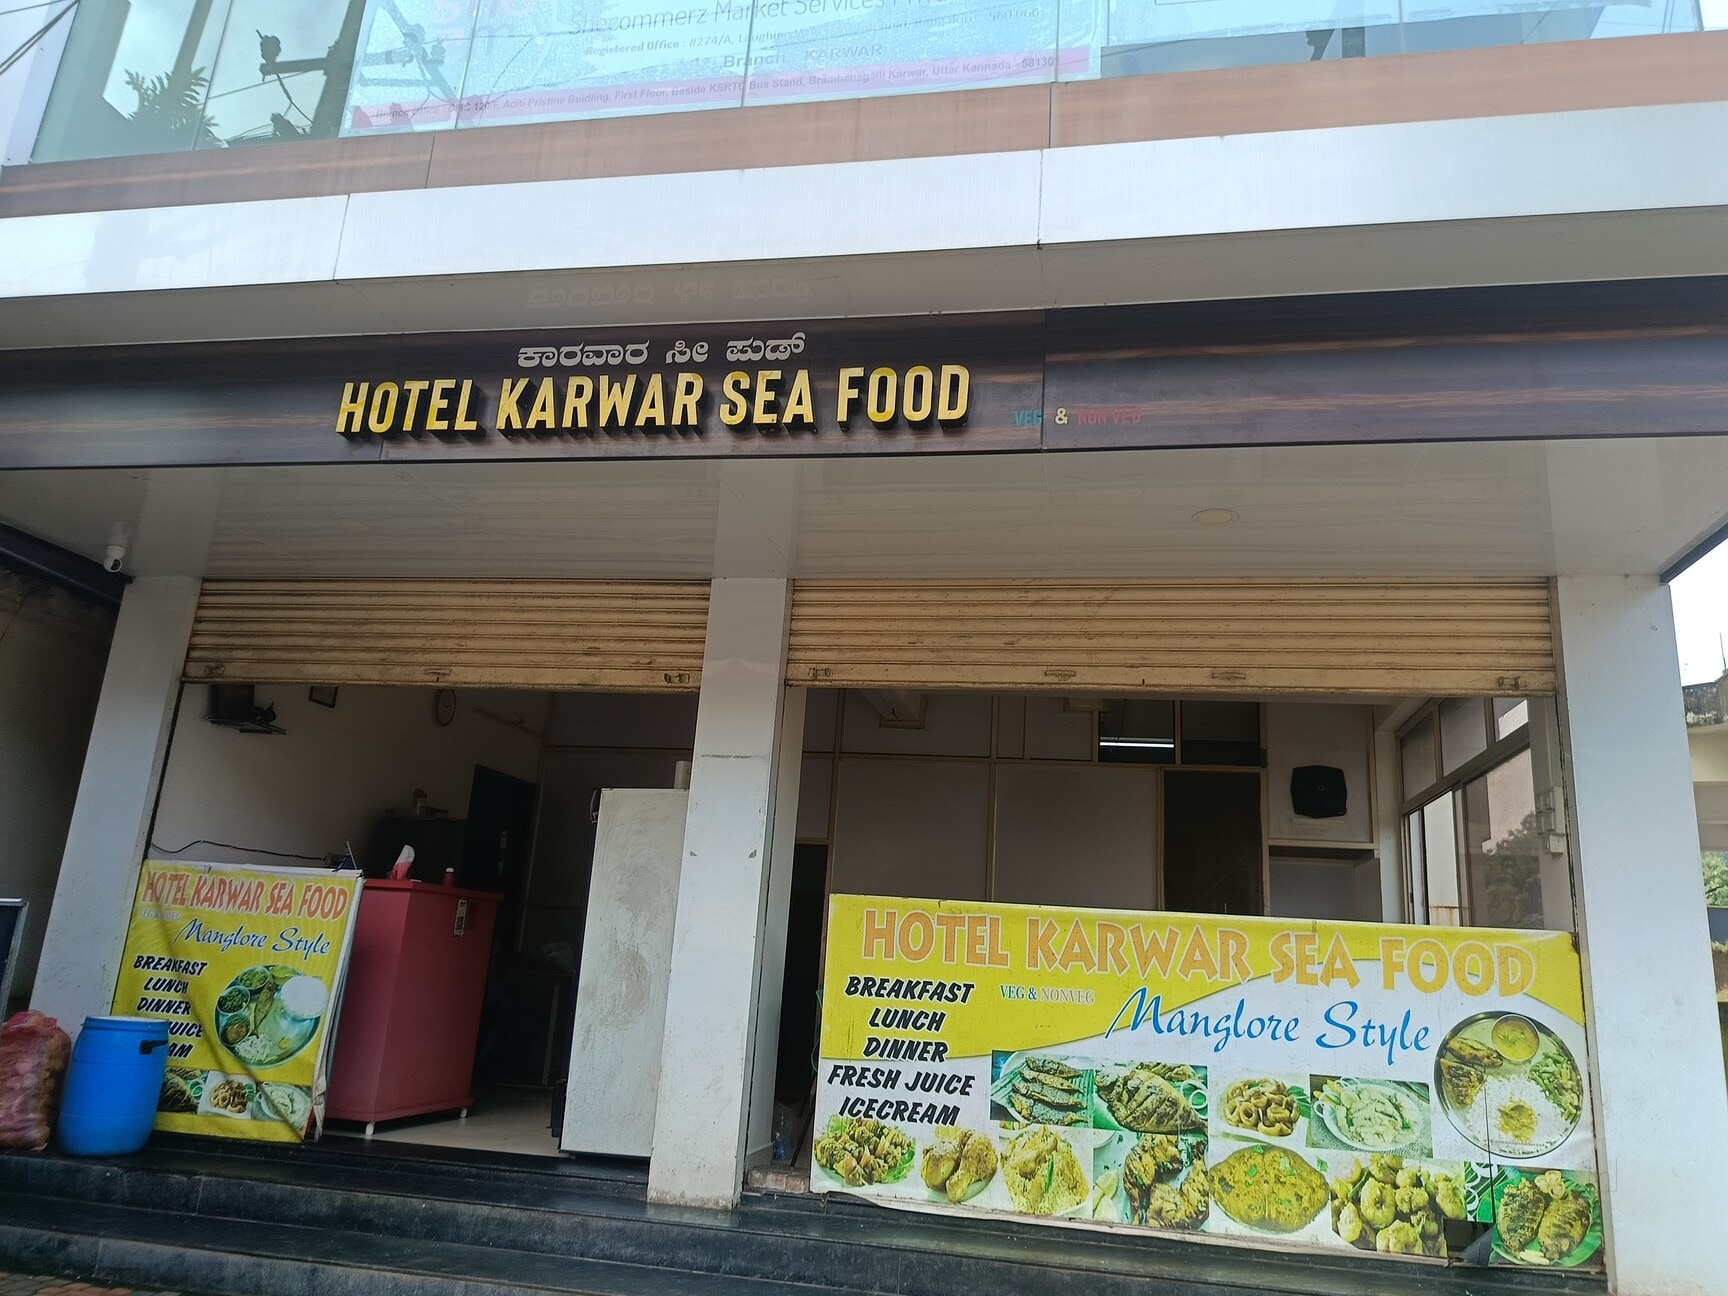 Shecommerz Market Services
Registered Office : #274/A,
Branch KARWAR
Aditi Pristine Buidling, First Floor, Beside KSRTC Bus Stand, Bramhanagalli Karwar, Uttar Kannada - 58130
ಕಾರವಾರ ಸೀ ಫುಡ್
HOTEL KARWAR SEA FOOD
VEG & NON VEG
HOTEL KARWAR SEA FOOD
Manglore Style
BREAKFAST
LUNCH
DINNER
JUICE
HOTEL KARWAR SEA FOOD
VEG & NONVEG
Manglore Style
BREAKFAST
LUNCH
DINNER
FRESH JUICE
ICECREAM